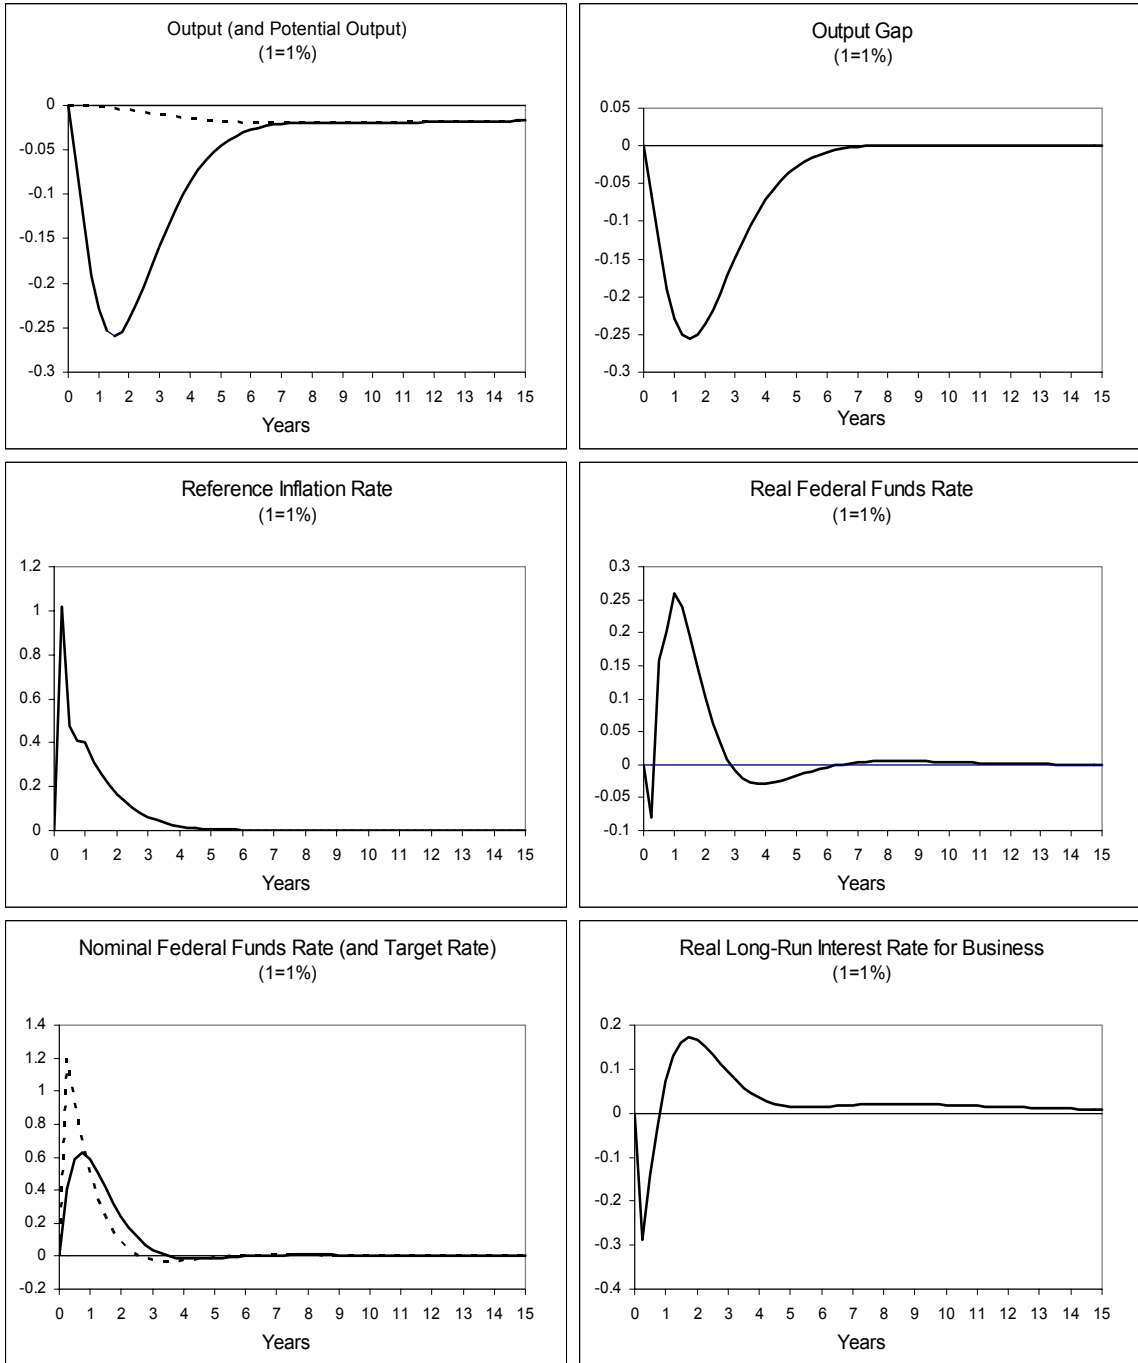 Output (and Potential Output)
(1=1%)
0
-0.05
-0.1
-0.15
-0.2
-0.25
-0.3
0 1 2 3 4 5 6 7 8 9 10 11 12 13 14 15
Years
Output Gap
(1=1%)
0.05
0
-0.05
-0.1
-0.15
-0.2
-0.25
-0.3
0 1 2 3 4 5 6 7 8 9 10 11 12 13 14 15
Years
Reference Inflation Rate
(1=1%)
1.2
1
0.8
0.6
0.4
0.2
0
0 1 2 3 4 5 6 7 8 9 10 11 12 13 14 15
Years
Real Federal Funds Rate
(1=1%)
0.3
0.25
0.2
0.15
0.1
0.05
0
-0.05
-0.1
0 1 2 3 4 5 6 7 8 9 10 11 12 13 14 15
Years
Nominal Federal Funds Rate (and Target Rate)
(1=1%)
1.4
1.2
1
0.8
0.6
0.4
0.2
0
-0.2
0 1 2 3 4 5 6 7 8 9 10 11 12 13 14 15
Years
Real Long-Run Interest Rate for Business
(1=1%)
0.2
0.1
0
-0.1
-0.2
-0.3
-0.4
0 1 2 3 4 5 6 7 8 9 10 11 12 13 14 15
Years